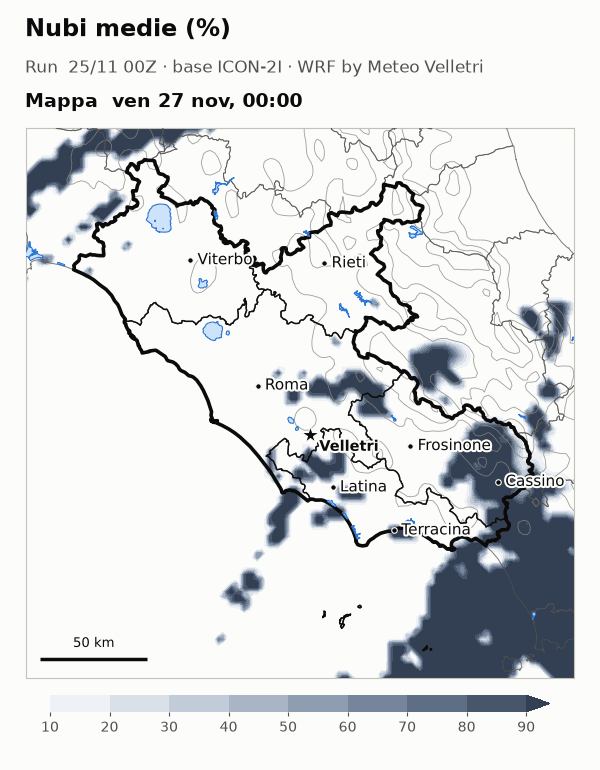 Nubi medie (%)
Run  25/11 00Z · base ICON-2I · WRF by Meteo Velletri
Mappa  ven 27 nov, 00:00
Viterbo
Rieti
Roma
Velletri
Frosinone
Latina
Cassino
Terracina
50 km
10 20 30 40 50 60 70 80 90